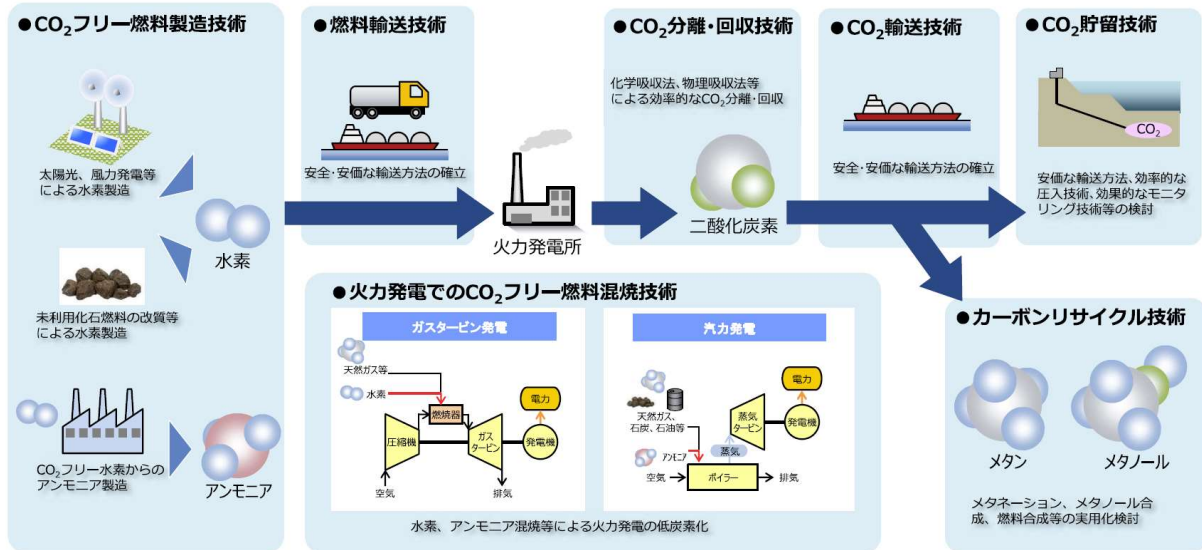 ●CO₂フリー燃料製造技術
太陽光、風力発電等
による水素製造
水素
未利用化石燃料の改質等
による水素製造
CO₂フリー水素からの
アンモニア製造
アンモニア
●燃料輸送技術
安全・安価な輸送方法の確立
火力発電所
●CO₂分離・回収技術
化学吸収法、物理吸収法等
による効率的なCO₂分離・回収
二酸化炭素
●CO₂輸送技術
安全・安価な輸送方法の確立
●CO₂貯留技術
CO₂
安価な輸送方法、効率的な
圧入技術、効果的なモニタ
リング技術等の検討
●火力発電でのCO₂フリー燃料混焼技術
ガスタービン発電
天然ガス等
水素
燃焼器
電力
圧縮機
ガス
タービン
発電機
空気
排気
汽力発電
電力
天然ガス、
石炭、石油等
蒸気
タービン
発電機
蒸気
アンモニア
空気
ボイラー
排気
水素、アンモニア混焼等による火力発電の低炭素化
●カーボンリサイクル技術
メタン
メタノール
メタネーション、メタノール合
成、燃料合成等の実用化検討